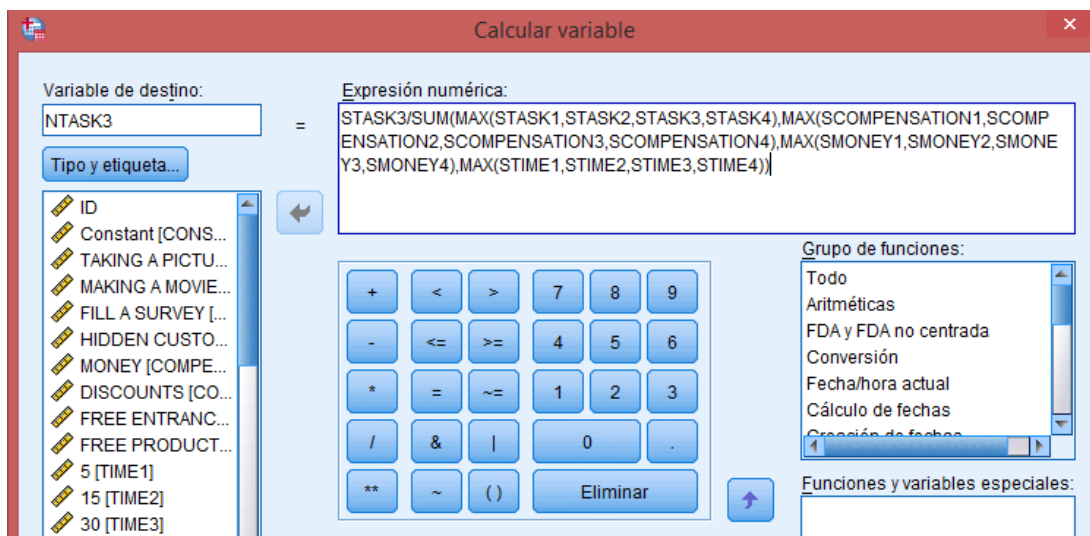 Calcular variable
Variable de destino:
NTASK3
=
Expresión numérica:
STASK3/SUM(MAX(STASK1,STASK2,STASK3,STASK4),MAX(SCOMPENSATION1,SCOMP
ENSATION2,SCOMPENSATION3,SCOMPENSATION4),MAX(SMONEY1,SMONEY2,SMONE
Y3,SMONEY4),MAX(STIME1,STIME2,STIME3,STIME4))
Tipo y etiqueta...
ID
Constant [CONS...
TAKING A PICTU...
MAKING A MOVIE...
FILL A SURVEY [...
HIDDEN CUSTO...
MONEY [COMPE...
DISCOUNTS [CO...
FREE ENTRANC...
FREE PRODUCT...
5 [TIME1]
15 [TIME2]
30 [TIME3]
+ < > 7 8 9
- <= >= 4 5 6
* = ~= 1 2 3
/ & | 0 .
** ~ ( ) Eliminar
Grupo de funciones:
Todo
Aritméticas
FDA y FDA no centrada
Conversión
Fecha/hora actual
Cálculo de fechas
Creación de fechas
Funciones y variables especiales: